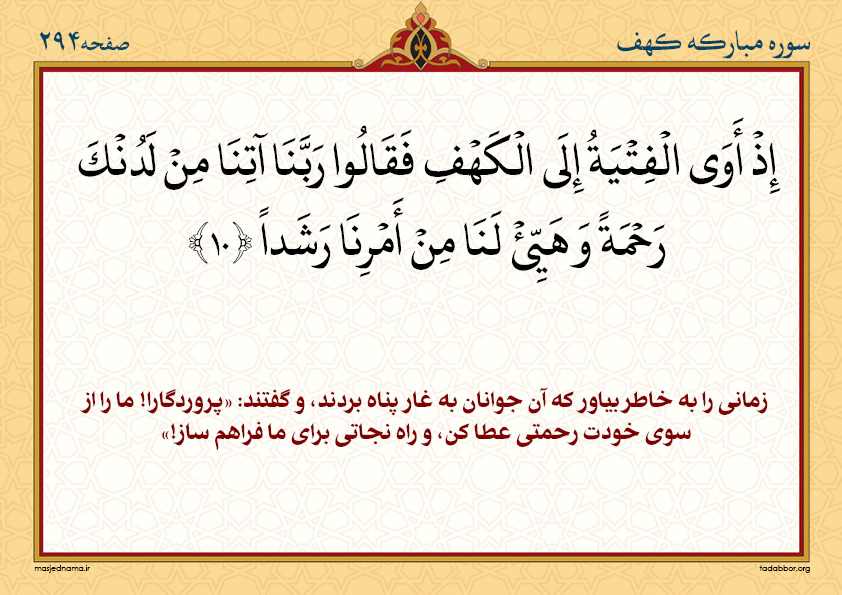 سوره مبارکه کهف
صفحه۲۹۴
إِذْ أَوَى الْفِتْيَةُ إِلَى الْكَهْفِ فَقَالُوا رَبَّنَا آتِنَا مِنْ لَدُنْكَ
رَحْمَةً وَ هَيِّئْ لَنَا مِنْ أَمْرِنَا رَشَداً ﴿۱۰﴾
زمانی را به خاطر بیاور که آن جوانان به غار پناه بردند، و گفتند: «پروردگارا! ما را از
سوی خودت رحمتی عطا کن، و راه نجاتی برای ما فراهم ساز!»
masjednama.ir
tadabbor.org